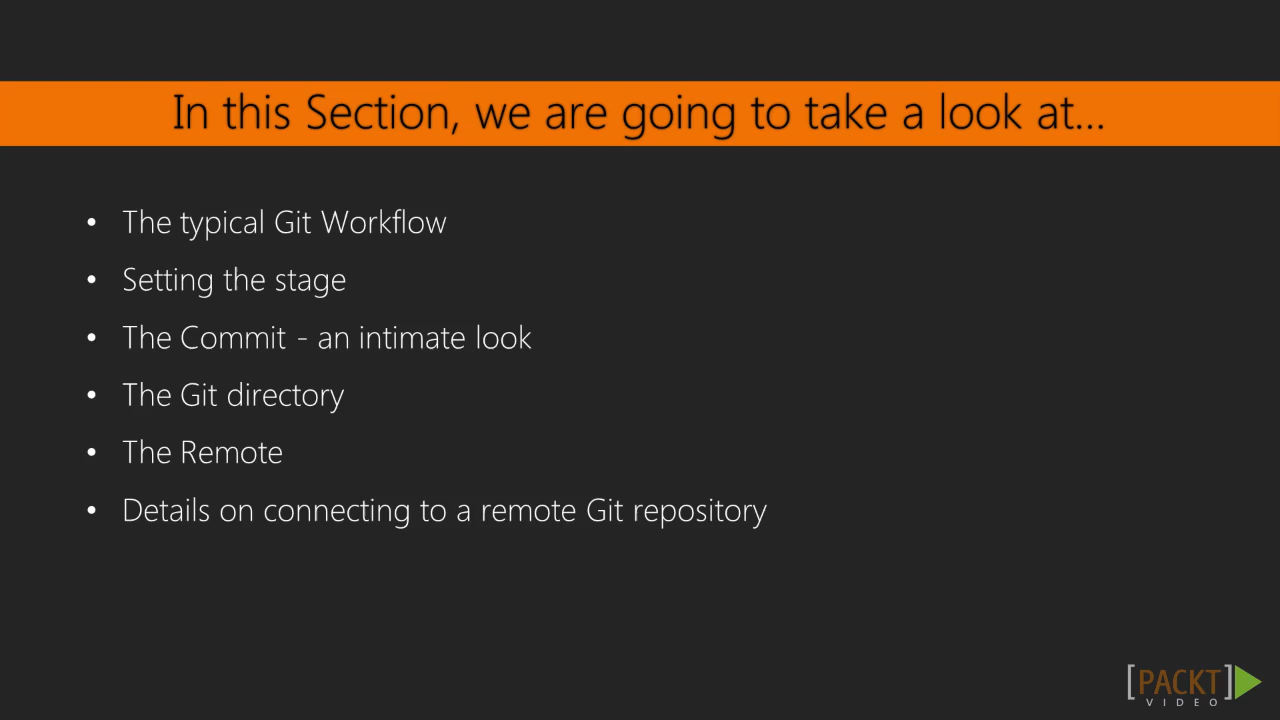 In this Section, we are going to take a look at...
• The typical Git Workflow
• Setting the stage
• The Commit - an intimate look
• The Git directory
• The Remote
• Details on connecting to a remote Git repository
[PACKT]
VIDEO